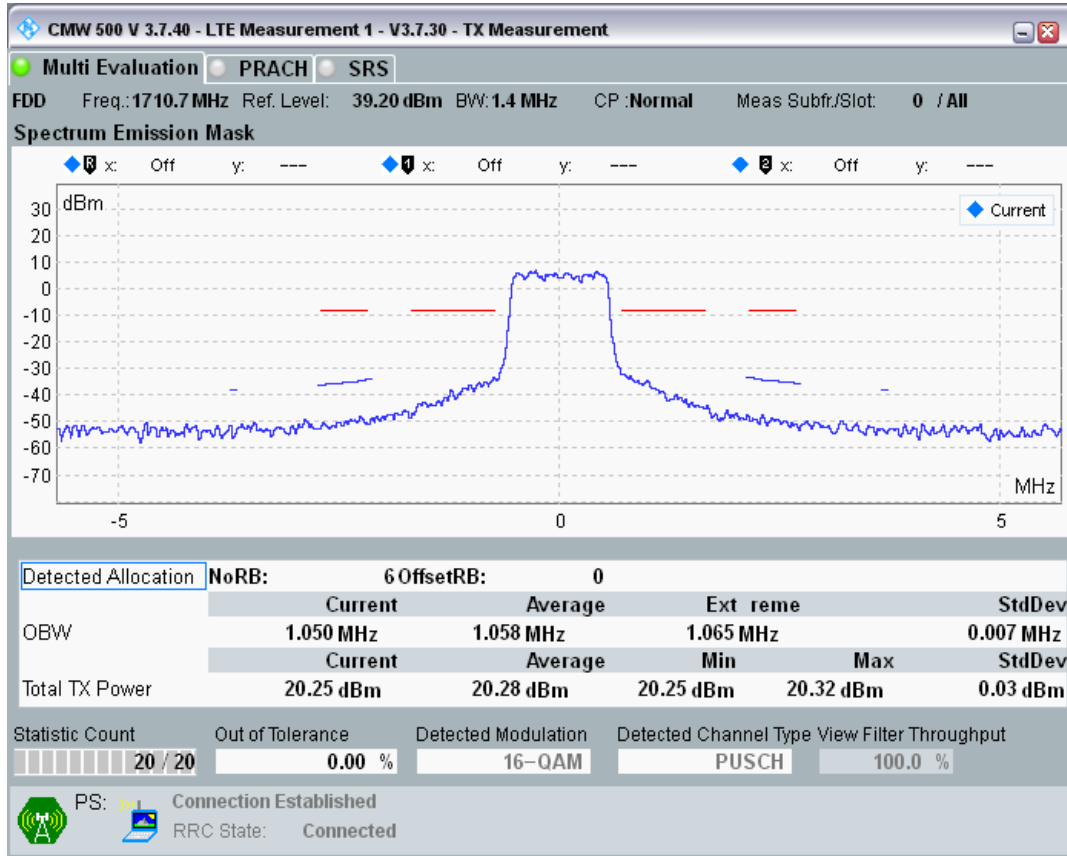 CMW 500 V 3.7.40 - LTE Measurement 1 - V3.7.30 - TX Measurement
Multi Evaluation PRACH SRS
FDD Freq.: 1710.7 MHz Ref. Level: 39.20 dBm BW: 1.4 MHz CP : Normal Meas Subfr./Slot: 0 / All
Spectrum Emission Mask
R x: Off y: --- 1 x: Off y: --- 2 x: Off y: ---
dBm
Current
30
20
10
0
-10
-20
-30
-40
-50
-60
-70
MHz
-5 0 5
Detected Allocation NoRB: 6 OffsetRB: 0
Current Average Ext reme StdDev
OBW 1.050 MHz 1.058 MHz 1.065 MHz 0.007 MHz
Current Average Min Max StdDev
Total TX Power 20.25 dBm 20.28 dBm 20.25 dBm 20.32 dBm 0.03 dBm
Statistic Count Out of Tolerance Detected Modulation Detected Channel Type View Filter Throughput
20 / 20 0.00 % 16-QAM PUSCH 100.0 %
PS: Connection Established
RRC State: Connected